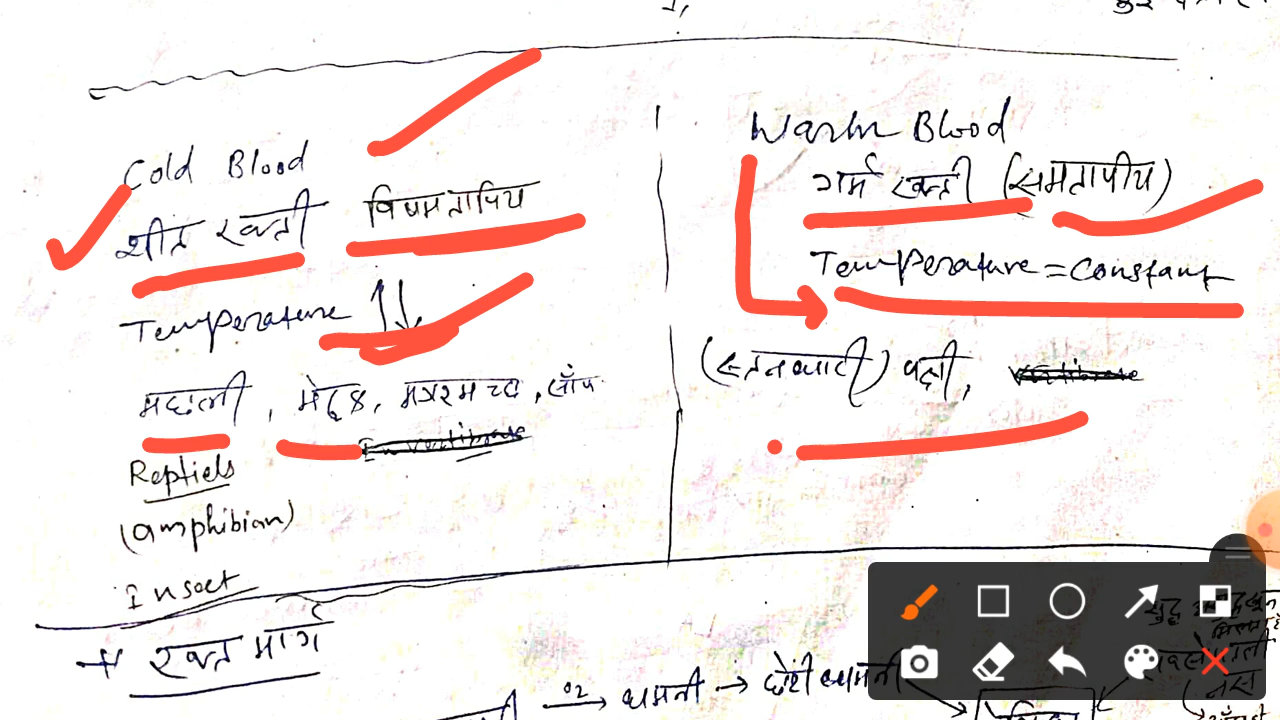 Cold Blood
शीत रक्ती विषमतापिय
Temperature ↑↓
मछली, मेढ़क, मगरमच्छ, साँप
Reptiels
(amphibian)
Insect
Warm Blood
गर्म रक्ती (समतापीय)
Temperature = Constant
(स्तनधारी) पक्षी,
रक्त मार्ग
O2 → धमनी → छोटी धमनी